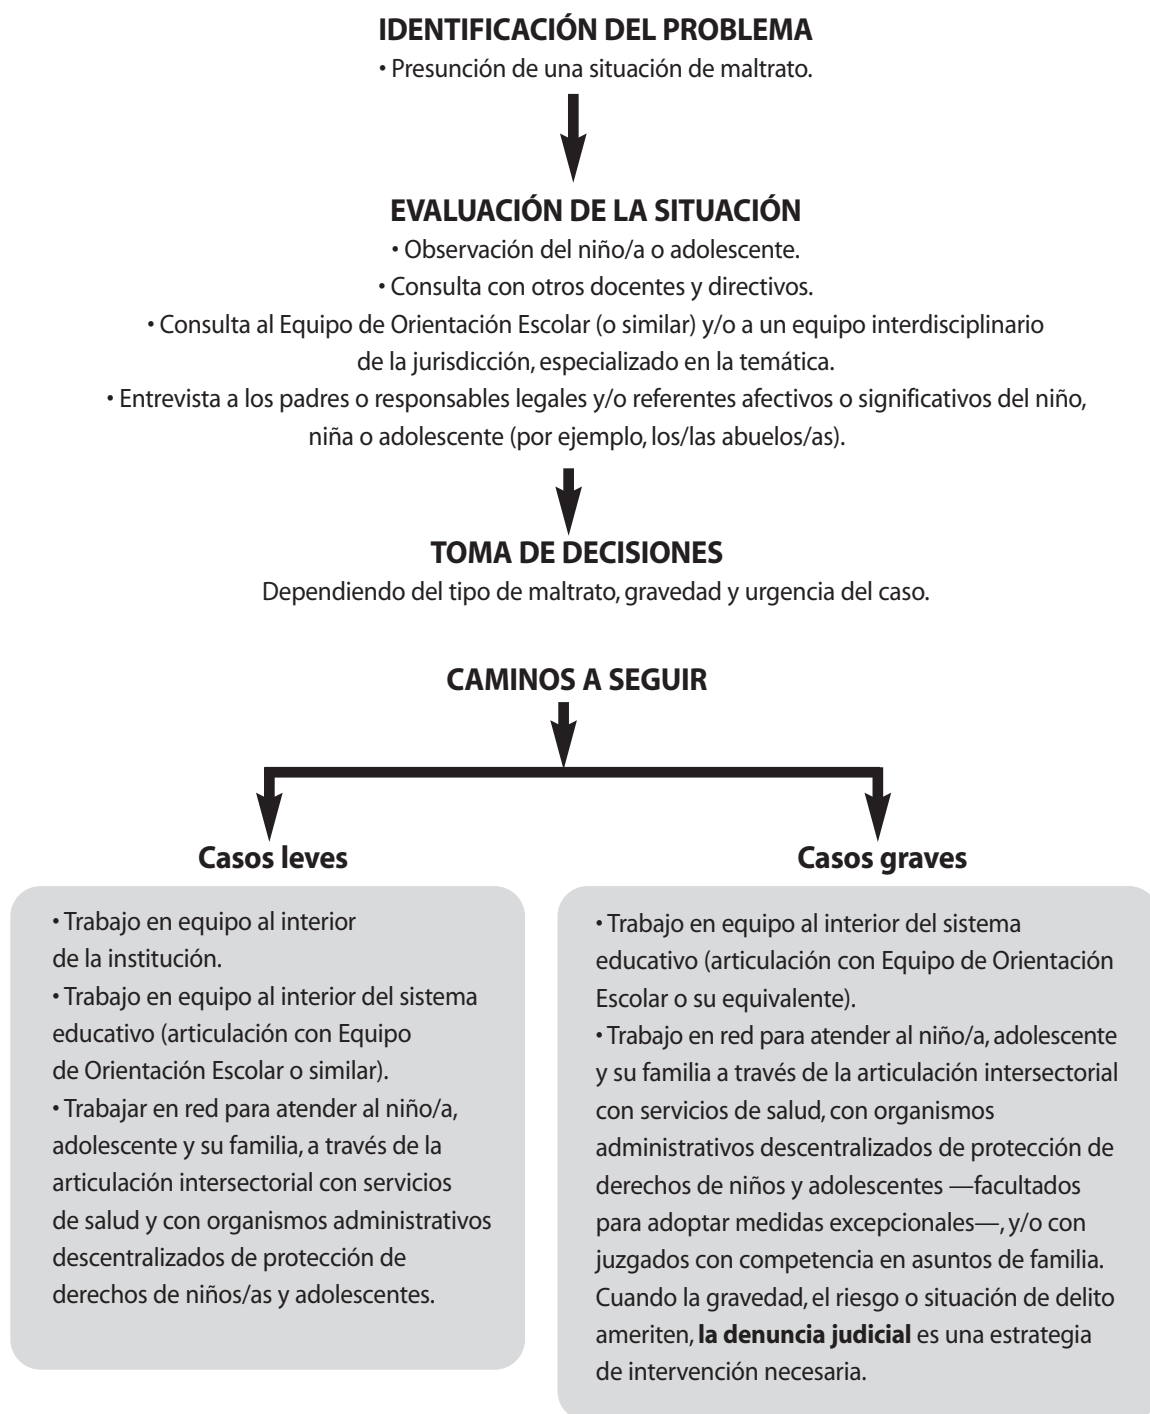 IDENTIFICACIÓN DEL PROBLEMA
• Presunción de una situación de maltrato.
EVALUACIÓN DE LA SITUACIÓN
• Observación del niño/a o adolescente.
• Consulta con otros docentes y directivos.
• Consulta al Equipo de Orientación Escolar (o similar) y/o a un equipo interdisciplinario
de la jurisdicción, especializado en la temática.
• Entrevista a los padres o responsables legales y/o referentes afectivos o significativos del niño,
niña o adolescente (por ejemplo, los/las abuelos/as).
TOMA DE DECISIONES
Dependiendo del tipo de maltrato, gravedad y urgencia del caso.
CAMINOS A SEGUIR
Casos leves
• Trabajo en equipo al interior
de la institución.
• Trabajo en equipo al interior del sistema
educativo (articulación con Equipo
de Orientación Escolar o similar).
• Trabajar en red para atender al niño/a,
adolescente y su familia, a través de la
articulación intersectorial con servicios
de salud y con organismos administrativos
descentralizados de protección de
derechos de niños/as y adolescentes.
Casos graves
• Trabajo en equipo al interior del sistema
educativo (articulación con Equipo de Orientación
Escolar o su equivalente).
• Trabajo en red para atender al niño/a, adolescente
y su familia a través de la articulación intersectorial
con servicios de salud, con organismos
administrativos descentralizados de protección de
derechos de niños y adolescentes —facultados
para adoptar medidas excepcionales—, y/o con
juzgados con competencia en asuntos de familia.
Cuando la gravedad, el riesgo o situación de delito
ameriten, la denuncia judicial es una estrategia
de intervención necesaria.